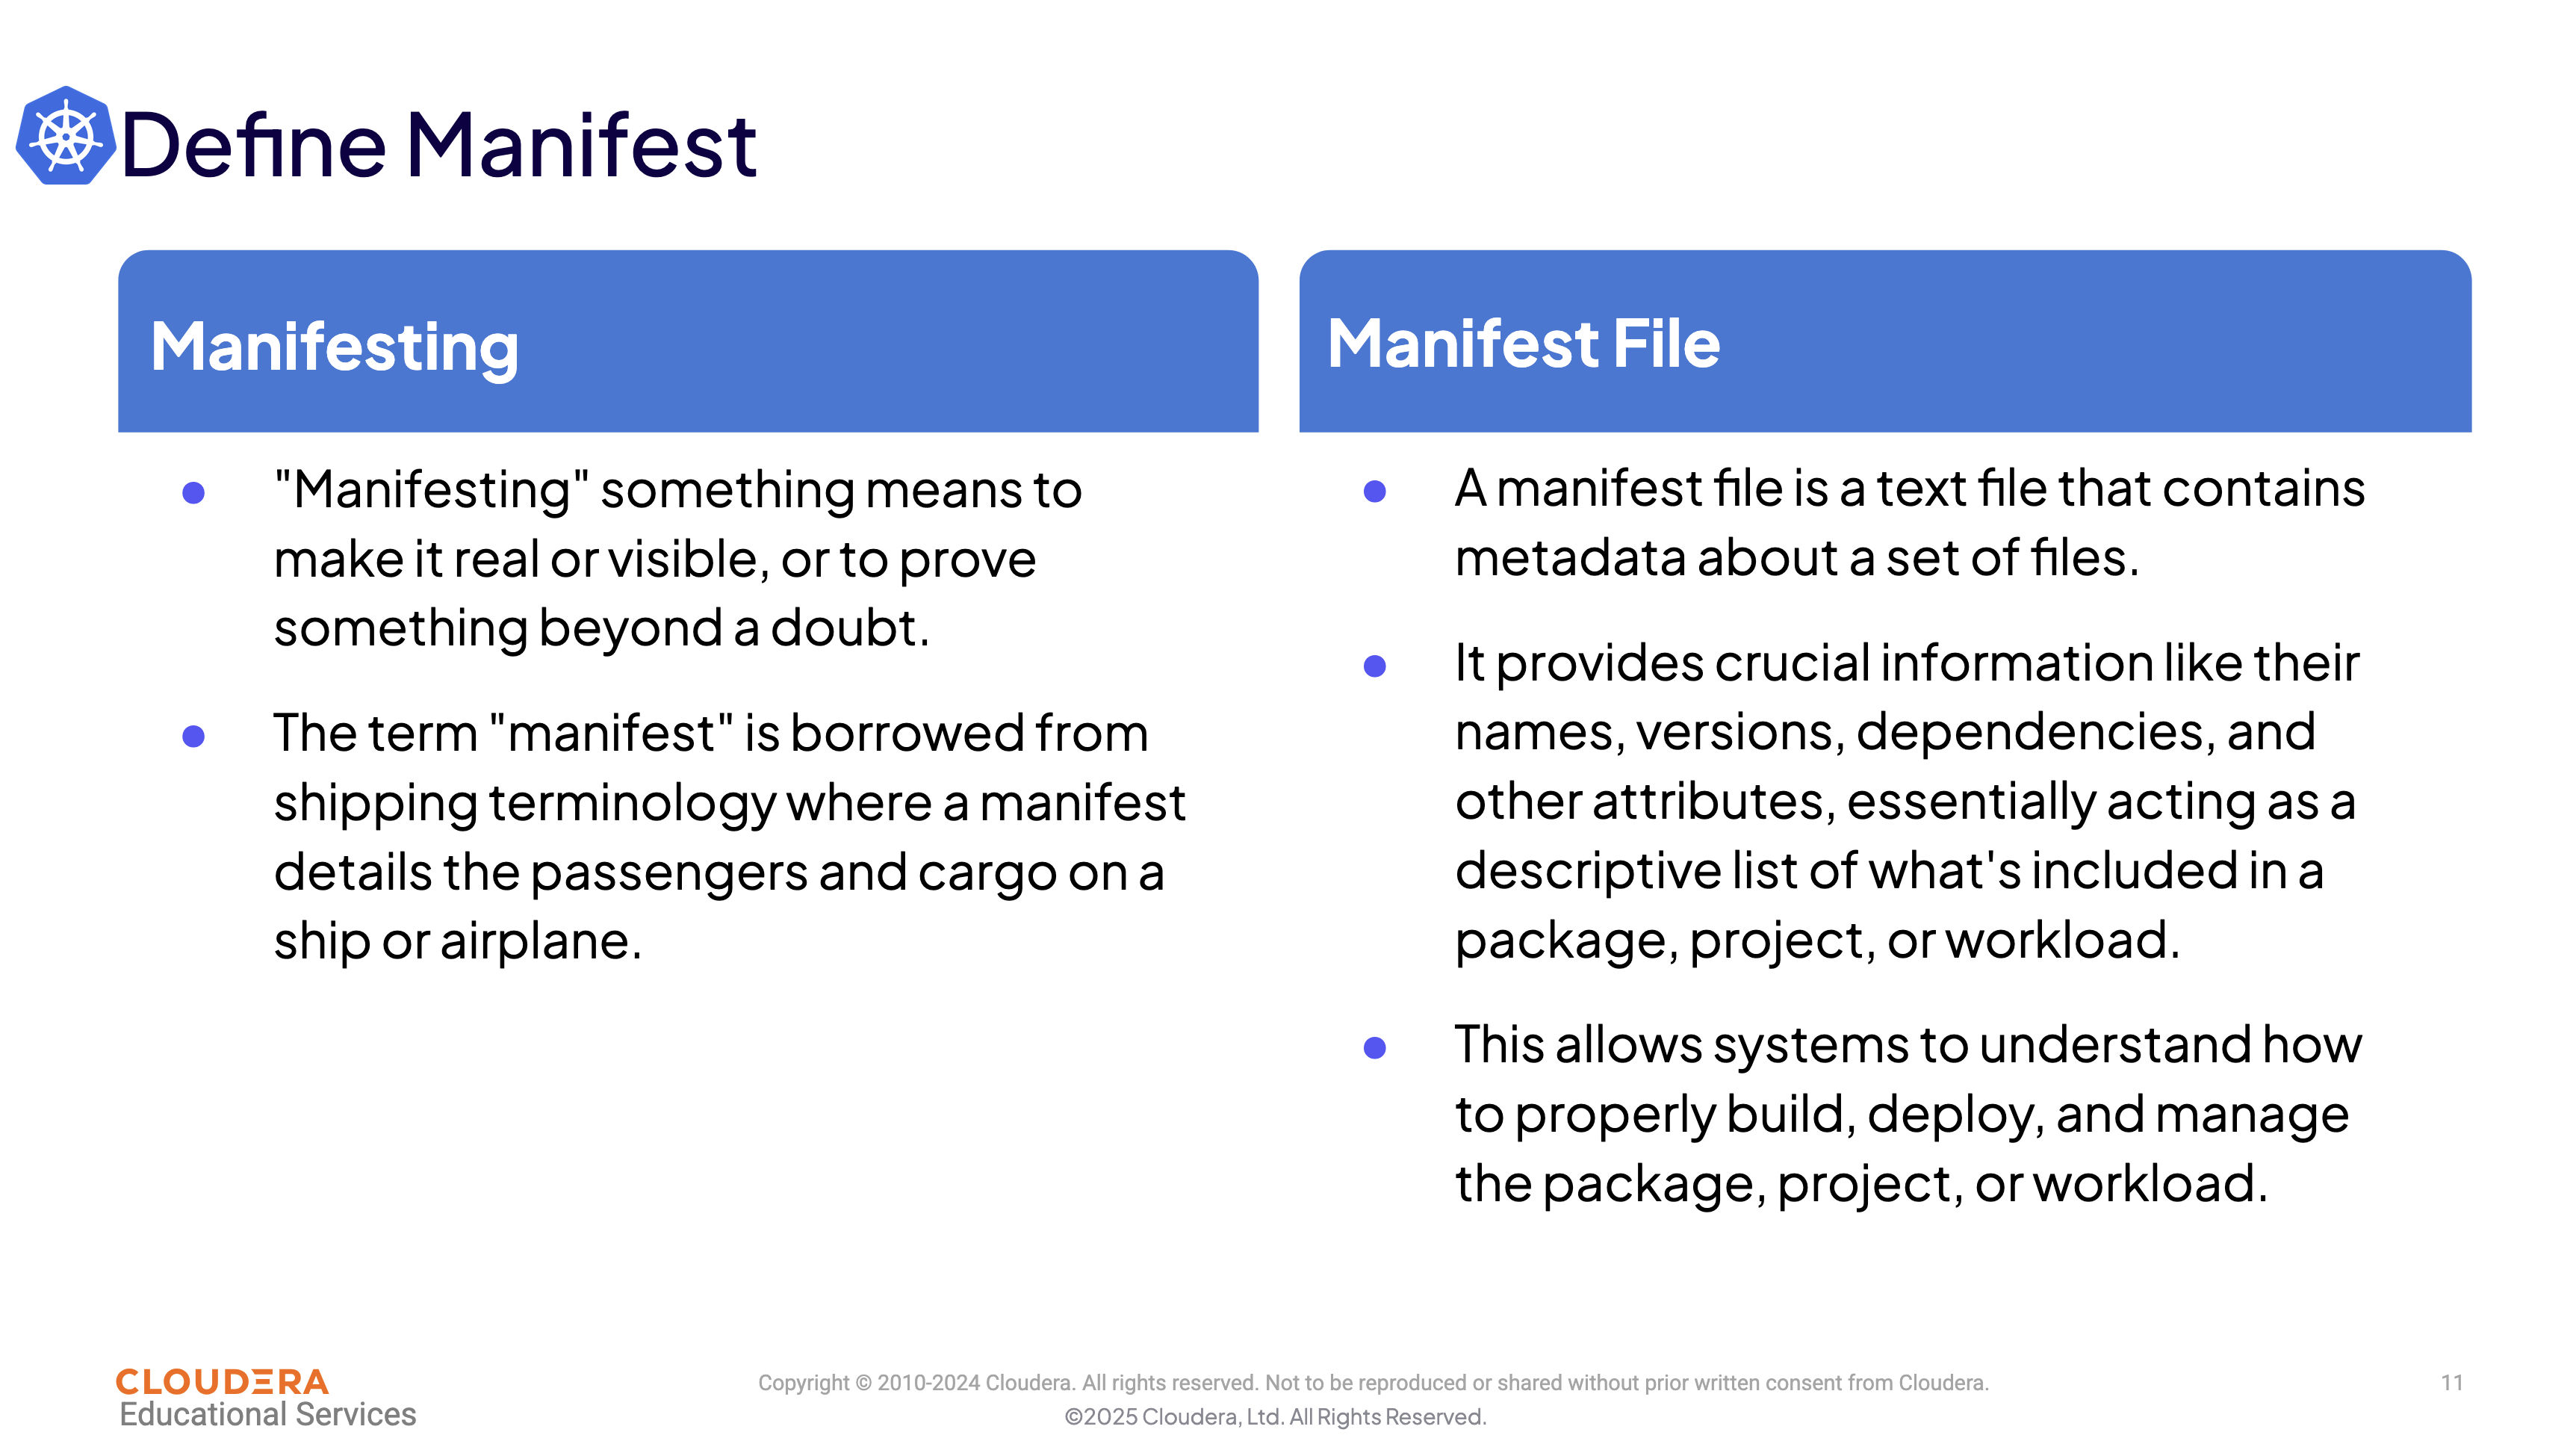 Define Manifest
Manifesting
"Manifesting" something means to
make it real or visible, or to prove
something beyond a doubt.
The term "manifest" is borrowed from
shipping terminology where a manifest
details the passengers and cargo on a
ship or airplane.
Manifest File
A manifest file is a text file that contains
metadata about a set of files.
It provides crucial information like their
names, versions, dependencies, and
other attributes, essentially acting as a
descriptive list of what's included in a
package, project, or workload.
This allows systems to understand how
to properly build, deploy, and manage
the package, project, or workload.
CLOUDERA
Educational Services
Copyright © 2010-2024 Cloudera. All rights reserved. Not to be reproduced or shared without prior written consent from Cloudera.
©2025 Cloudera, Ltd. All Rights Reserved.
11